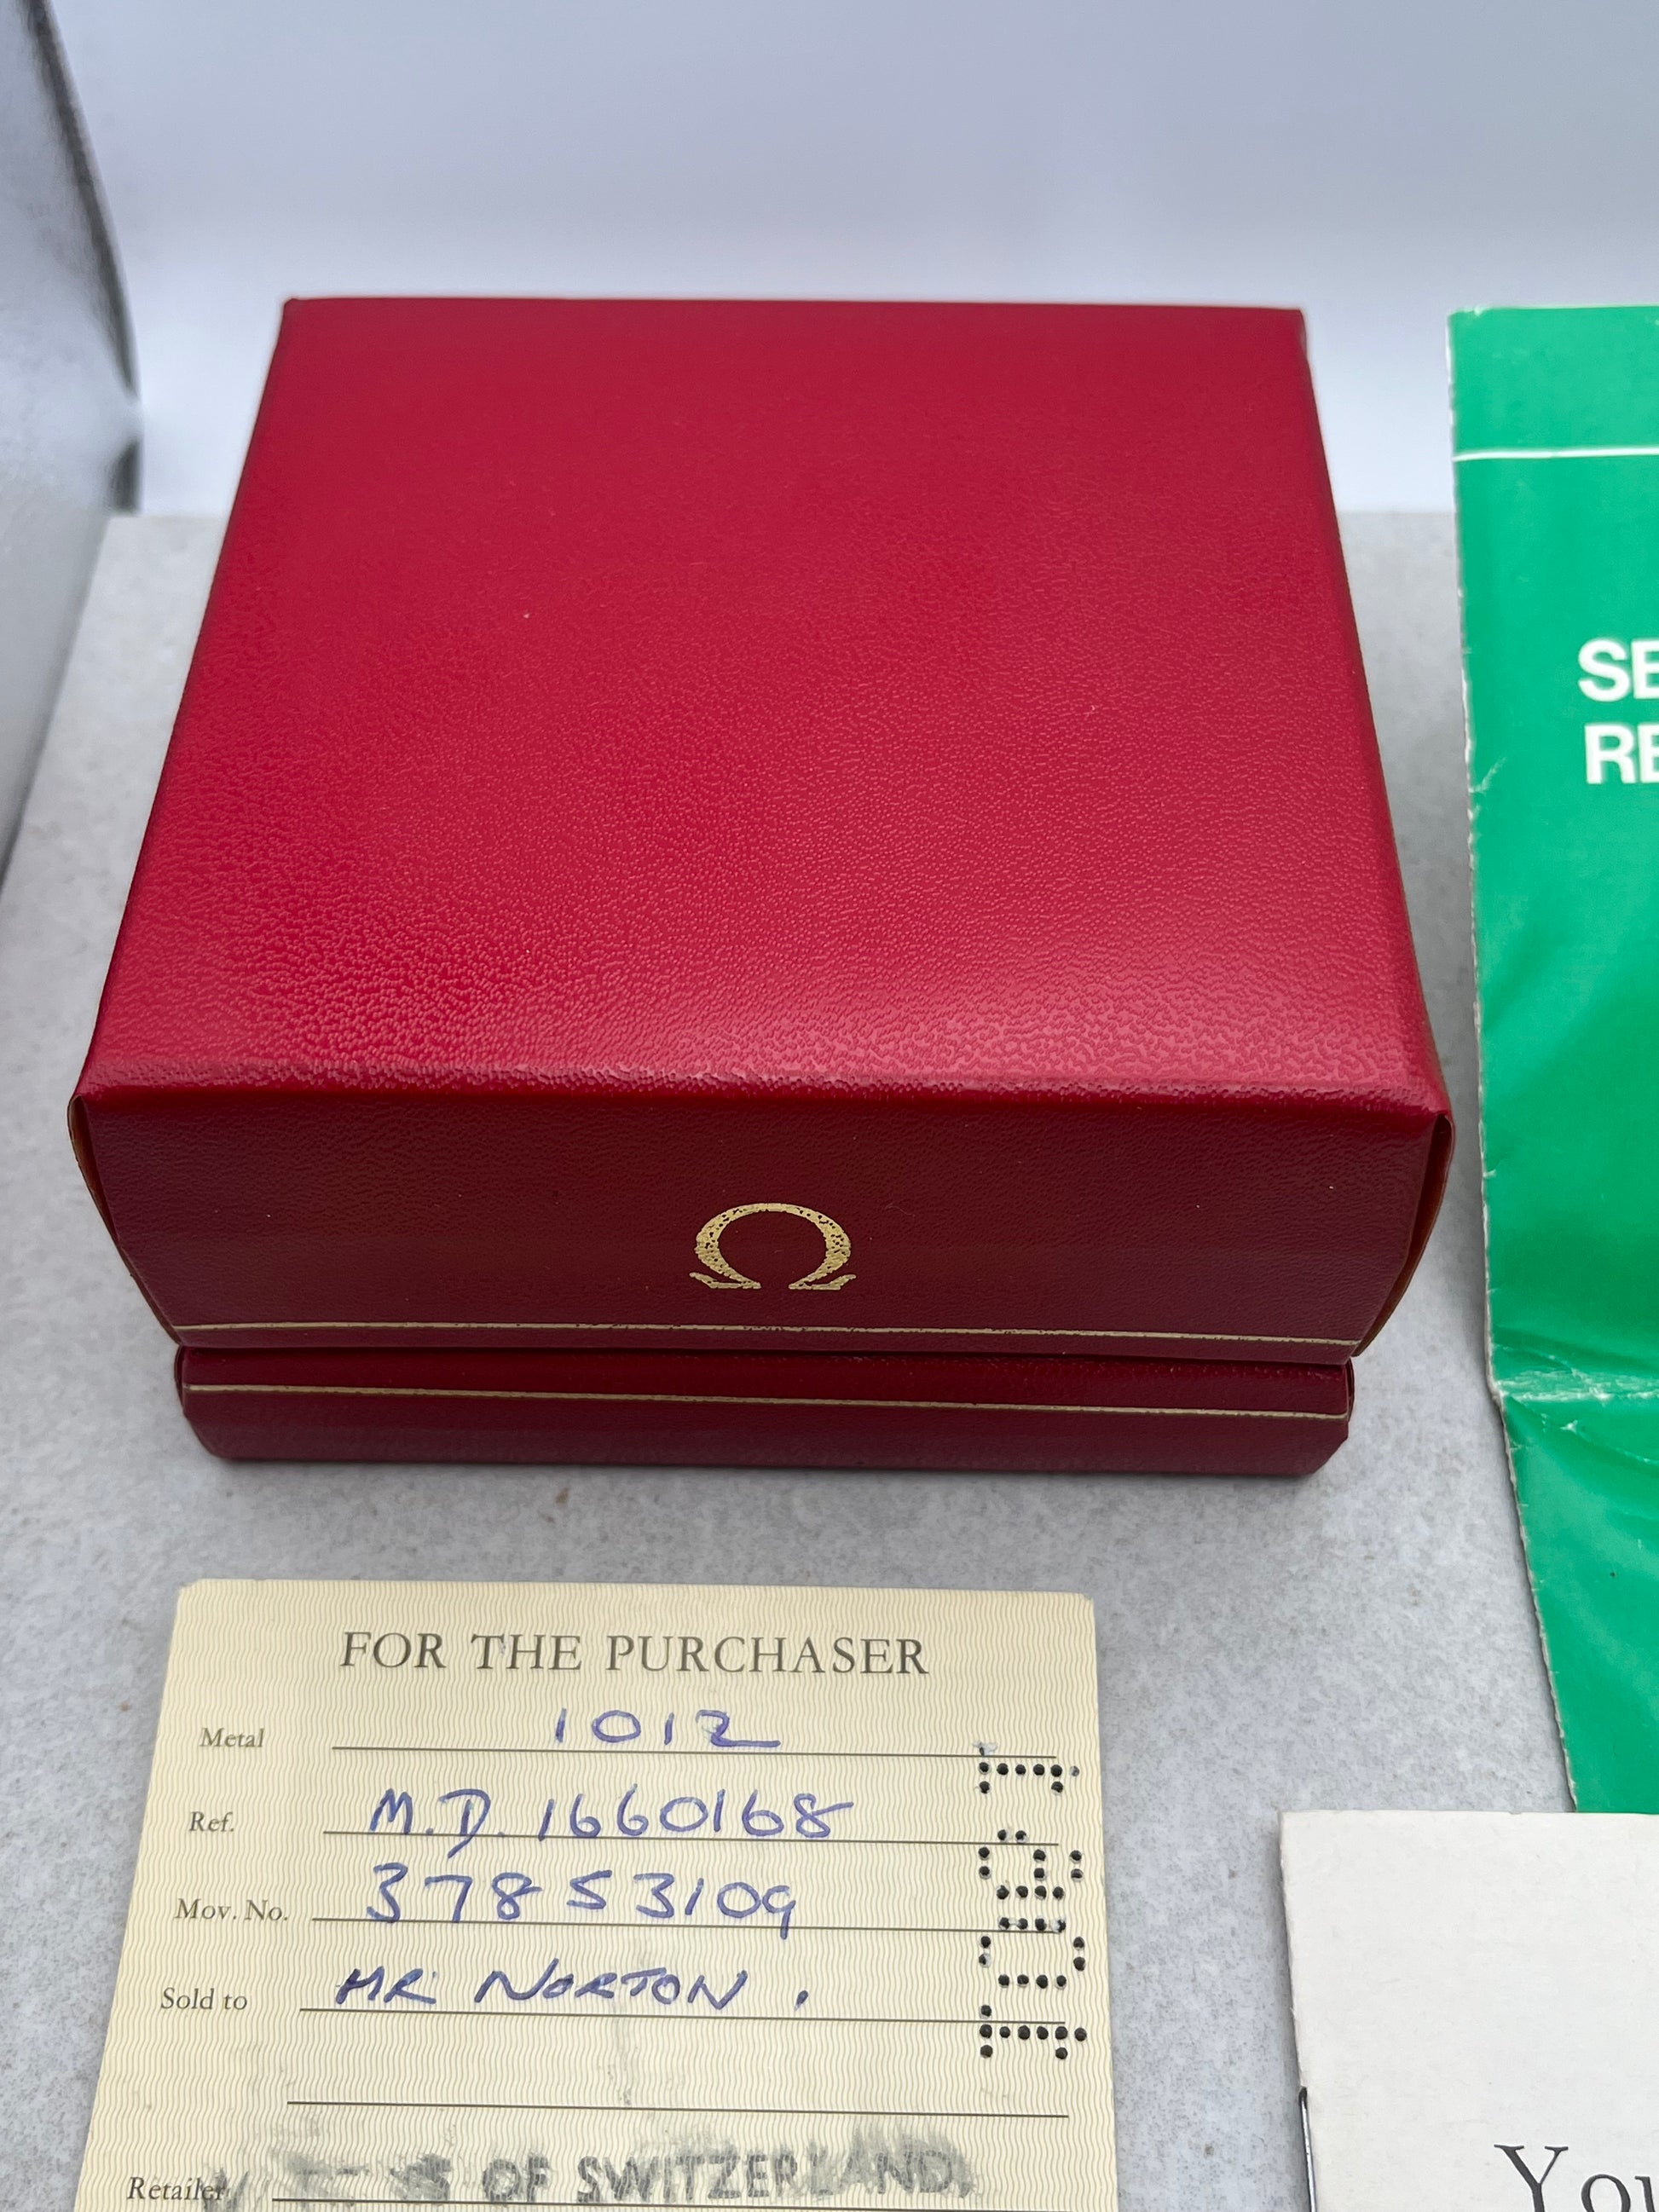 SE
RE
Ω
FOR THE PURCHASER
Metal 1012
Ref. M.D. 1660168
Mov. No. 37853109
Sold to MR NORTON.
Retailer OF SWITZERLAND,
You